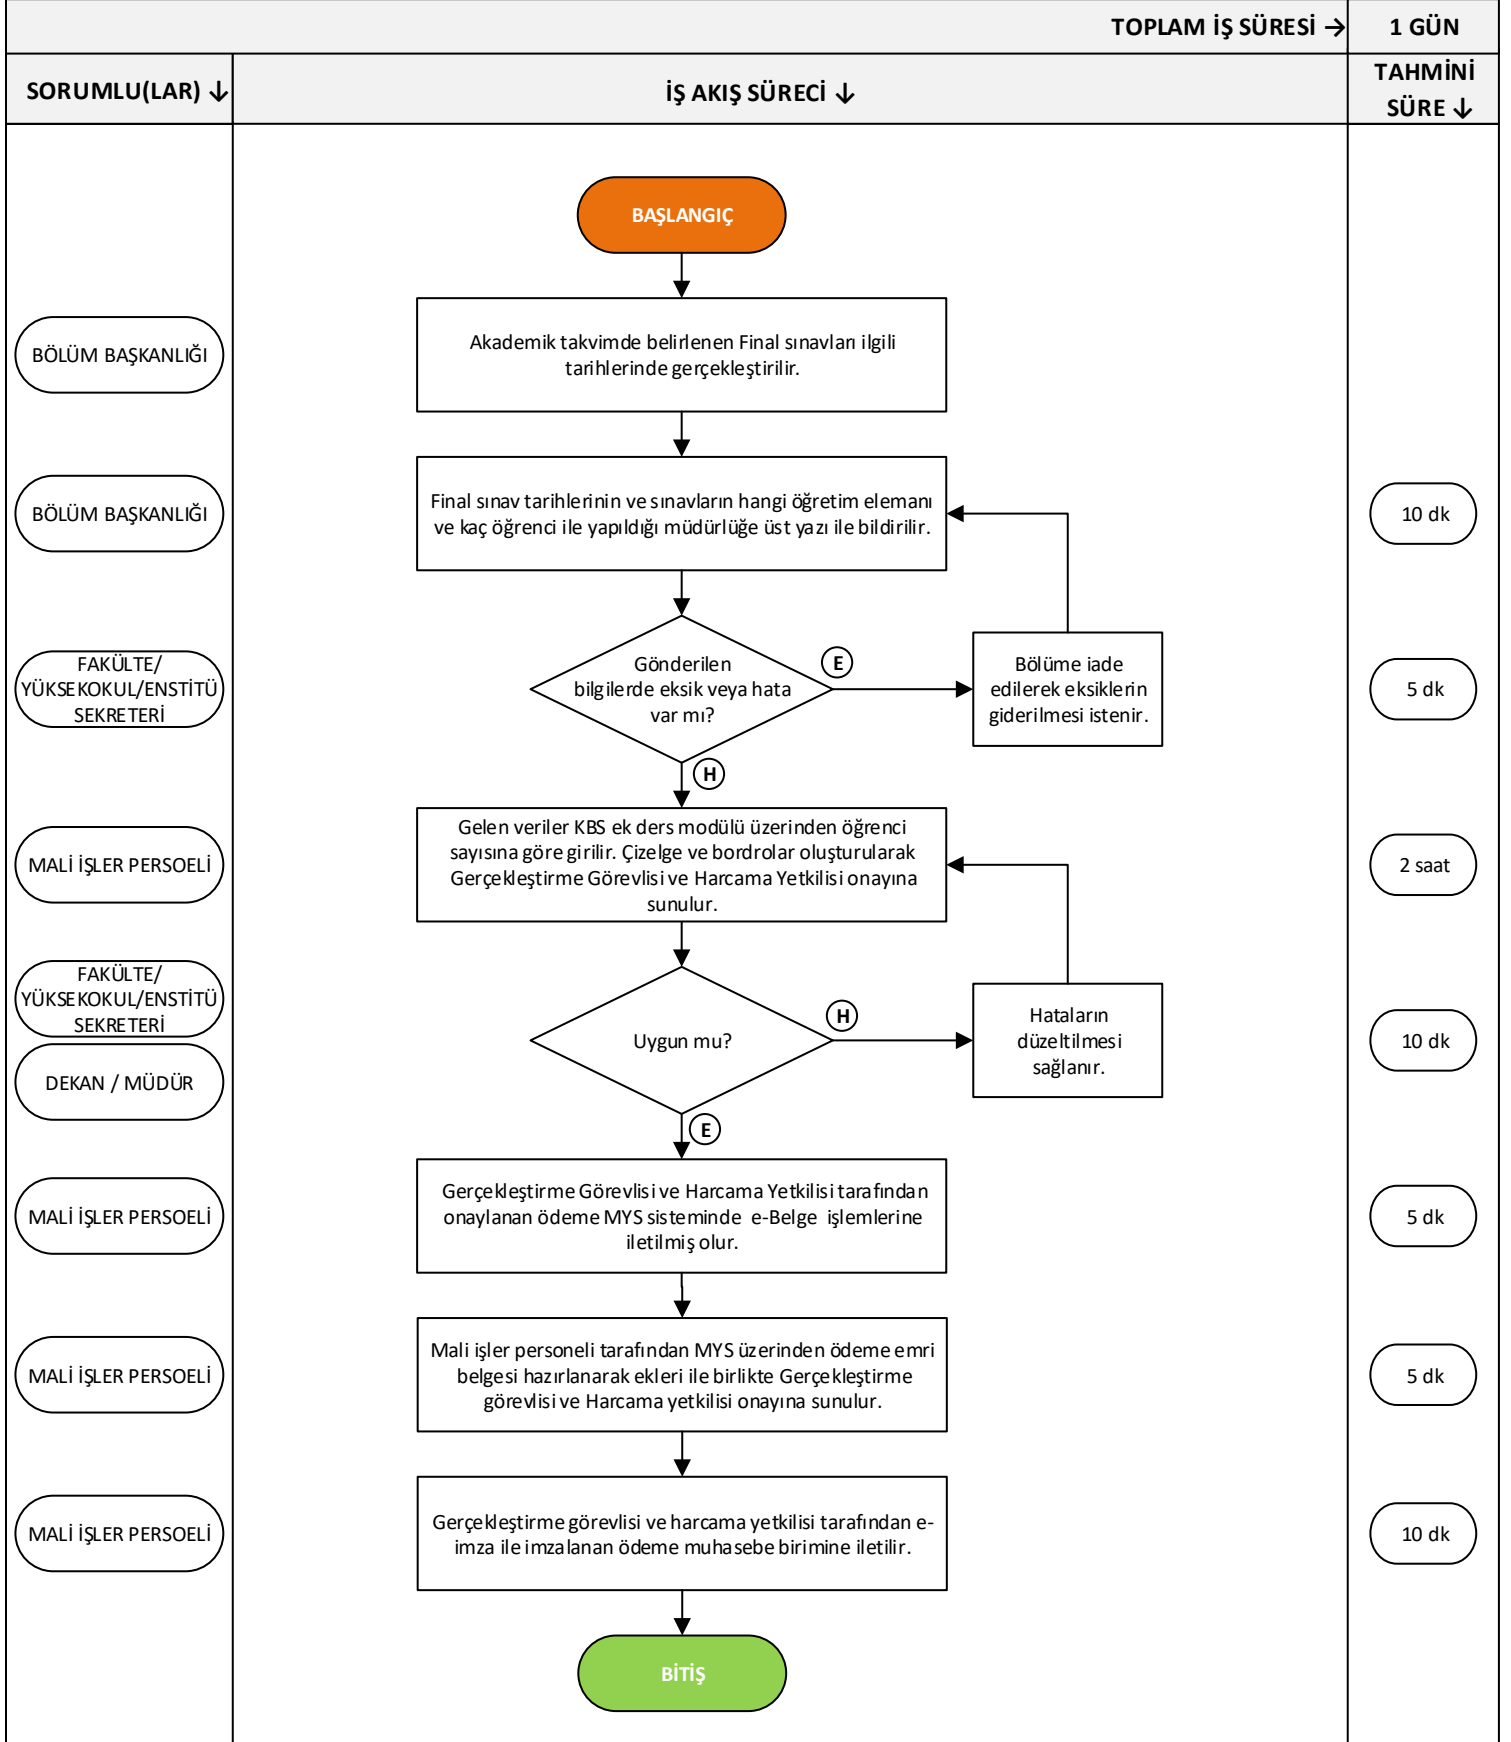 TOPLAM İŞ SÜRESİ → 1 GÜN
SORUMLU(LAR) ↓
İŞ AKIŞ SÜRECİ ↓
TAHMİNİ
SÜRE ↓
BAŞLANGIÇ
BÖLÜM BAŞKANLIĞI
Akademik takvimde belirlenen Final sınavları ilgili
tarihlerinde gerçekleştirilir.
BÖLÜM BAŞKANLIĞI
Final sınav tarihlerinin ve sınavların hangi öğretim elemanı
ve kaç öğrenci ile yapıldığı müdürlüğe üst yazı ile bildirilir.
10 dk
FAKÜLTE/
YÜKSEKOKUL/ENSTİTÜ
SEKRETERİ
Gönderilen
bilgilerde eksik veya hata
var mı?
E
Bölüme iade
edilerek eksiklerin
giderilmesi istenir.
5 dk
H
MALİ İŞLER PERSOELİ
Gelen veriler KBS ek ders modülü üzerinden öğrenci
sayısına göre girilir. Çizelge ve bordrolar oluşturularak
Gerçekleştirme Görevlisi ve Harcama Yetkilisi onayına
sunulur.
2 saat
FAKÜLTE/
YÜKSEKOKUL/ENSTİTÜ
SEKRETERİ
DEKAN / MÜDÜR
Uygun mu?
H
Hataların
düzeltilmesi
sağlanır.
10 dk
E
MALİ İŞLER PERSOELİ
Gerçekleştirme Görevlisi ve Harcama Yetkilisi tarafından
onaylanan ödeme MYS sisteminde e-Belge işlemlerine
iletilmiş olur.
5 dk
MALİ İŞLER PERSOELİ
Mali işler personeli tarafından MYS üzerinden ödeme emri
belgesi hazırlanarak ekleri ile birlikte Gerçekleştirme
görevlisi ve Harcama yetkilisi onayına sunulur.
5 dk
MALİ İŞLER PERSOELİ
Gerçekleştirme görevlisi ve harcama yetkilisi tarafından e-
imza ile imzalanan ödeme muhasebe birimine iletilir.
10 dk
BİTİŞ